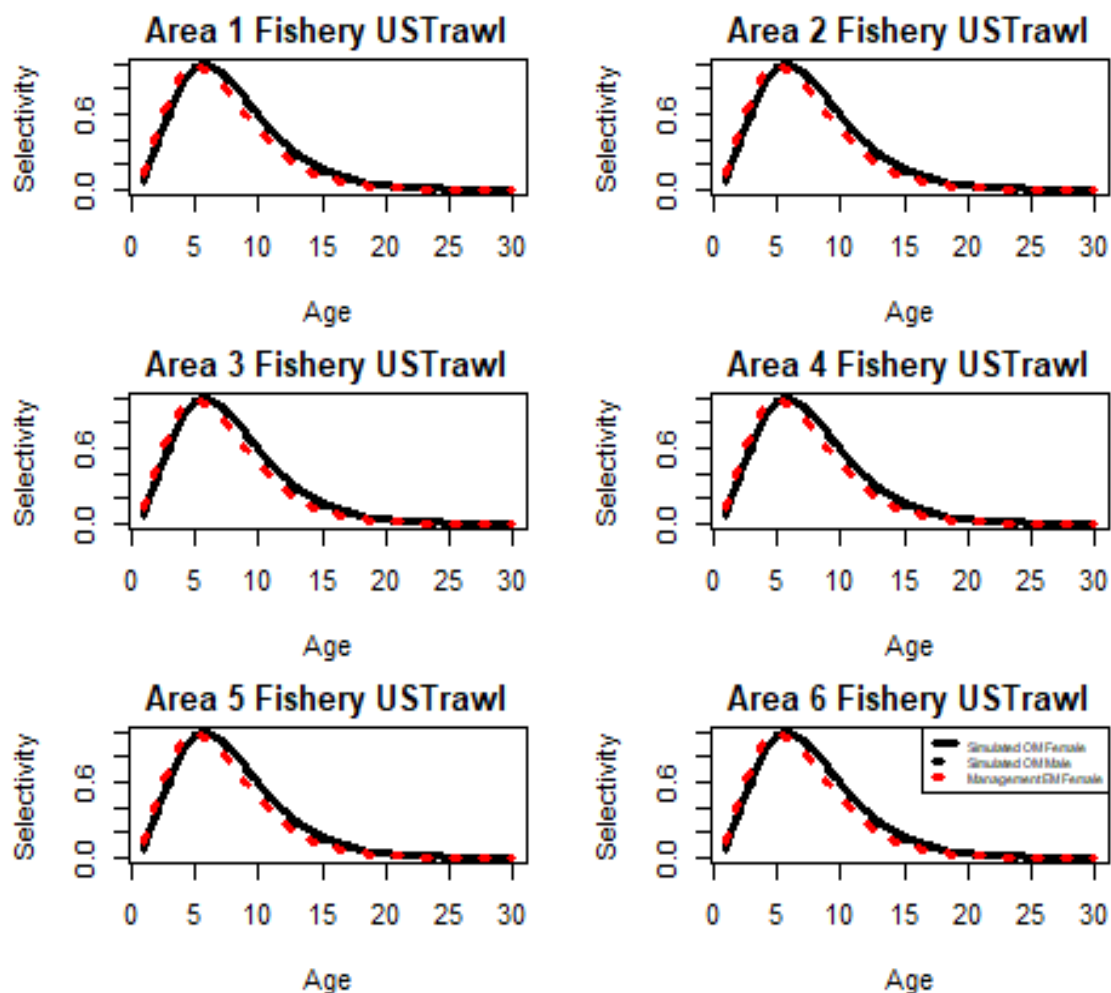 Area 1 Fishery USTrawl
Selectivity
0.0 0.6
0 5 10 15 20 25 30
Age
Area 2 Fishery USTrawl
Selectivity
0.0 0.6
0 5 10 15 20 25 30
Age
Area 3 Fishery USTrawl
Selectivity
0.0 0.6
0 5 10 15 20 25 30
Age
Area 4 Fishery USTrawl
Selectivity
0.0 0.6
0 5 10 15 20 25 30
Age
Area 5 Fishery USTrawl
Selectivity
0.0 0.6
0 5 10 15 20 25 30
Age
Area 6 Fishery USTrawl
Selectivity
0.0 0.6
Simulated OM Female
Simulated OM Male
Management EM Female
0 5 10 15 20 25 30
Age